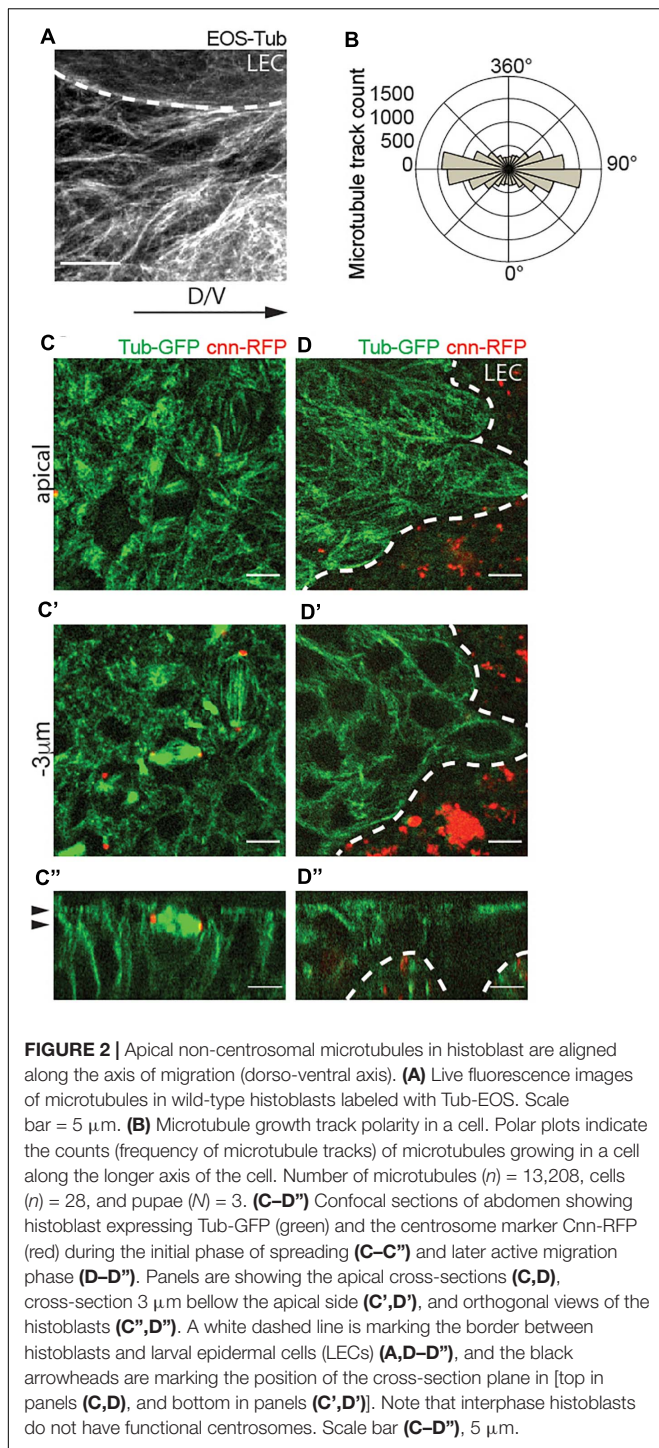 A
EOS-Tub
LEC
D/V
B
360°
1500
1000
500
0
90°
0°
Microtubule track count
C
Tub-GFP cnn-RFP
D
LEC
apical
C'
D'
-3μm
C''
D''
FIGURE 2 | Apical non-centrosomal microtubules in histoblast are aligned
along the axis of migration (dorso-ventral axis). (A) Live fluorescence images
of microtubules in wild-type histoblasts labeled with Tub-EOS. Scale
bar = 5 μm. (B) Microtubule growth track polarity in a cell. Polar plots indicate
the counts (frequency of microtubule tracks) of microtubules growing in a cell
along the longer axis of the cell. Number of microtubules (n) = 13,208, cells
(n) = 28, and pupae (N) = 3. (C–D'') Confocal sections of abdomen showing
histoblast expressing Tub-GFP (green) and the centrosome marker Cnn-RFP
(red) during the initial phase of spreading (C–C'') and later active migration
phase (D–D''). Panels are showing the apical cross-sections (C,D),
cross-section 3 μm bellow the apical side (C',D'), and orthogonal views of the
histoblasts (C'',D''). A white dashed line is marking the border between
histoblasts and larval epidermal cells (LECs) (A,D–D''), and the black
arrowheads are marking the position of the cross-section plane in [top in
panels (C,D), and bottom in panels (C',D')]. Note that interphase histoblasts
do not have functional centrosomes. Scale bar (C–D''), 5 μm.